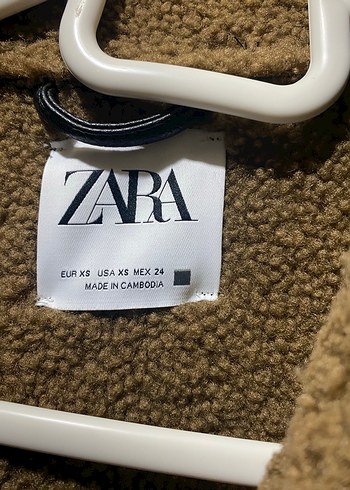 ZARA
EUR XS USA XS MEX 24
MADE IN CAMBODIA